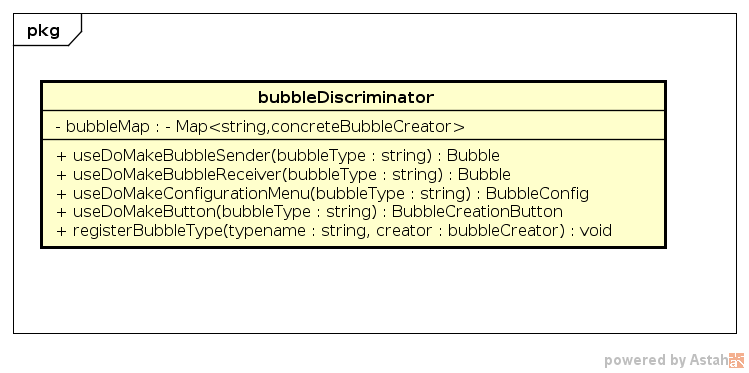 pkg
bubbleDiscriminator
- bubbleMap : - Map<string,concreteBubbleCreator>
+ useDoMakeBubbleSender(bubbleType : string) : Bubble
+ useDoMakeBubbleReceiver(bubbleType : string) : Bubble
+ useDoMakeConfigurationMenu(bubbleType : string) : BubbleConfig
+ useDoMakeButton(bubbleType : string) : BubbleCreationButton
+ registerBubbleType(typename : string, creator : bubbleCreator) : void
powered by Astah